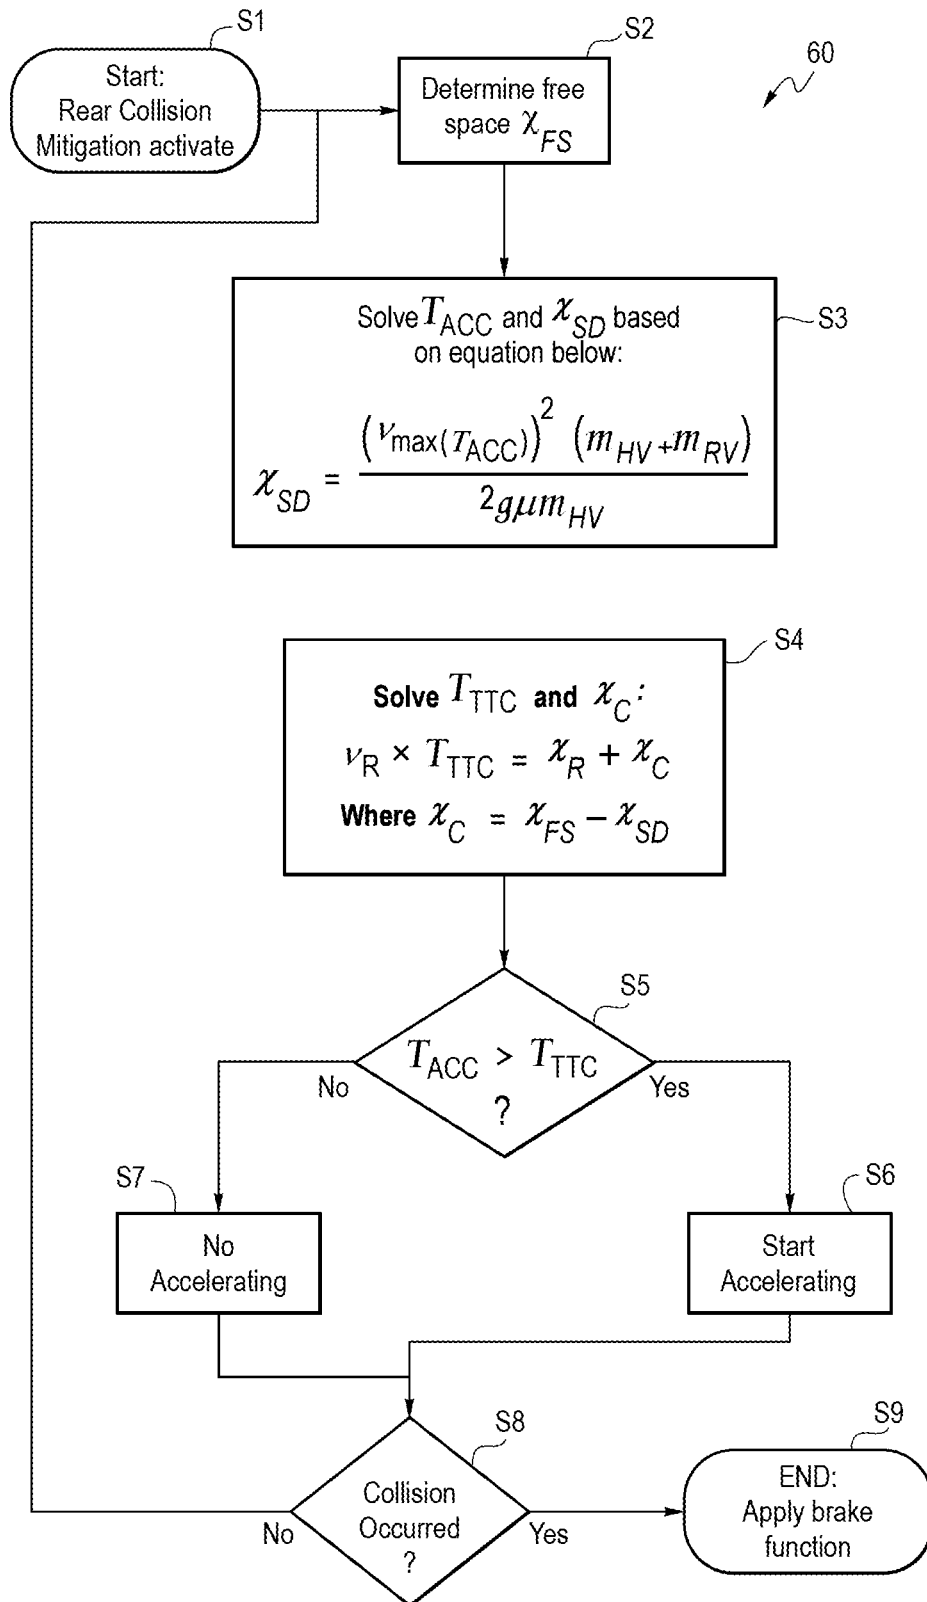 S1
Start:
Rear Collision
Mitigation activate
S2
Determine free
space χFS
60
S3
Solve TACC and χSD based
on equation below:
χSD = (νmax(TACC))² (mHV+mRV) / 2gμmHV
S4
Solve TTTC and χC:
νR × TTTC = χR + χC
Where χC = χFS − χSD
S5
TACC > TTTC
?
No
Yes
S7
No
Accelerating
S6
Start
Accelerating
S8
Collision
Occurred
?
No
Yes
S9
END:
Apply brake
function